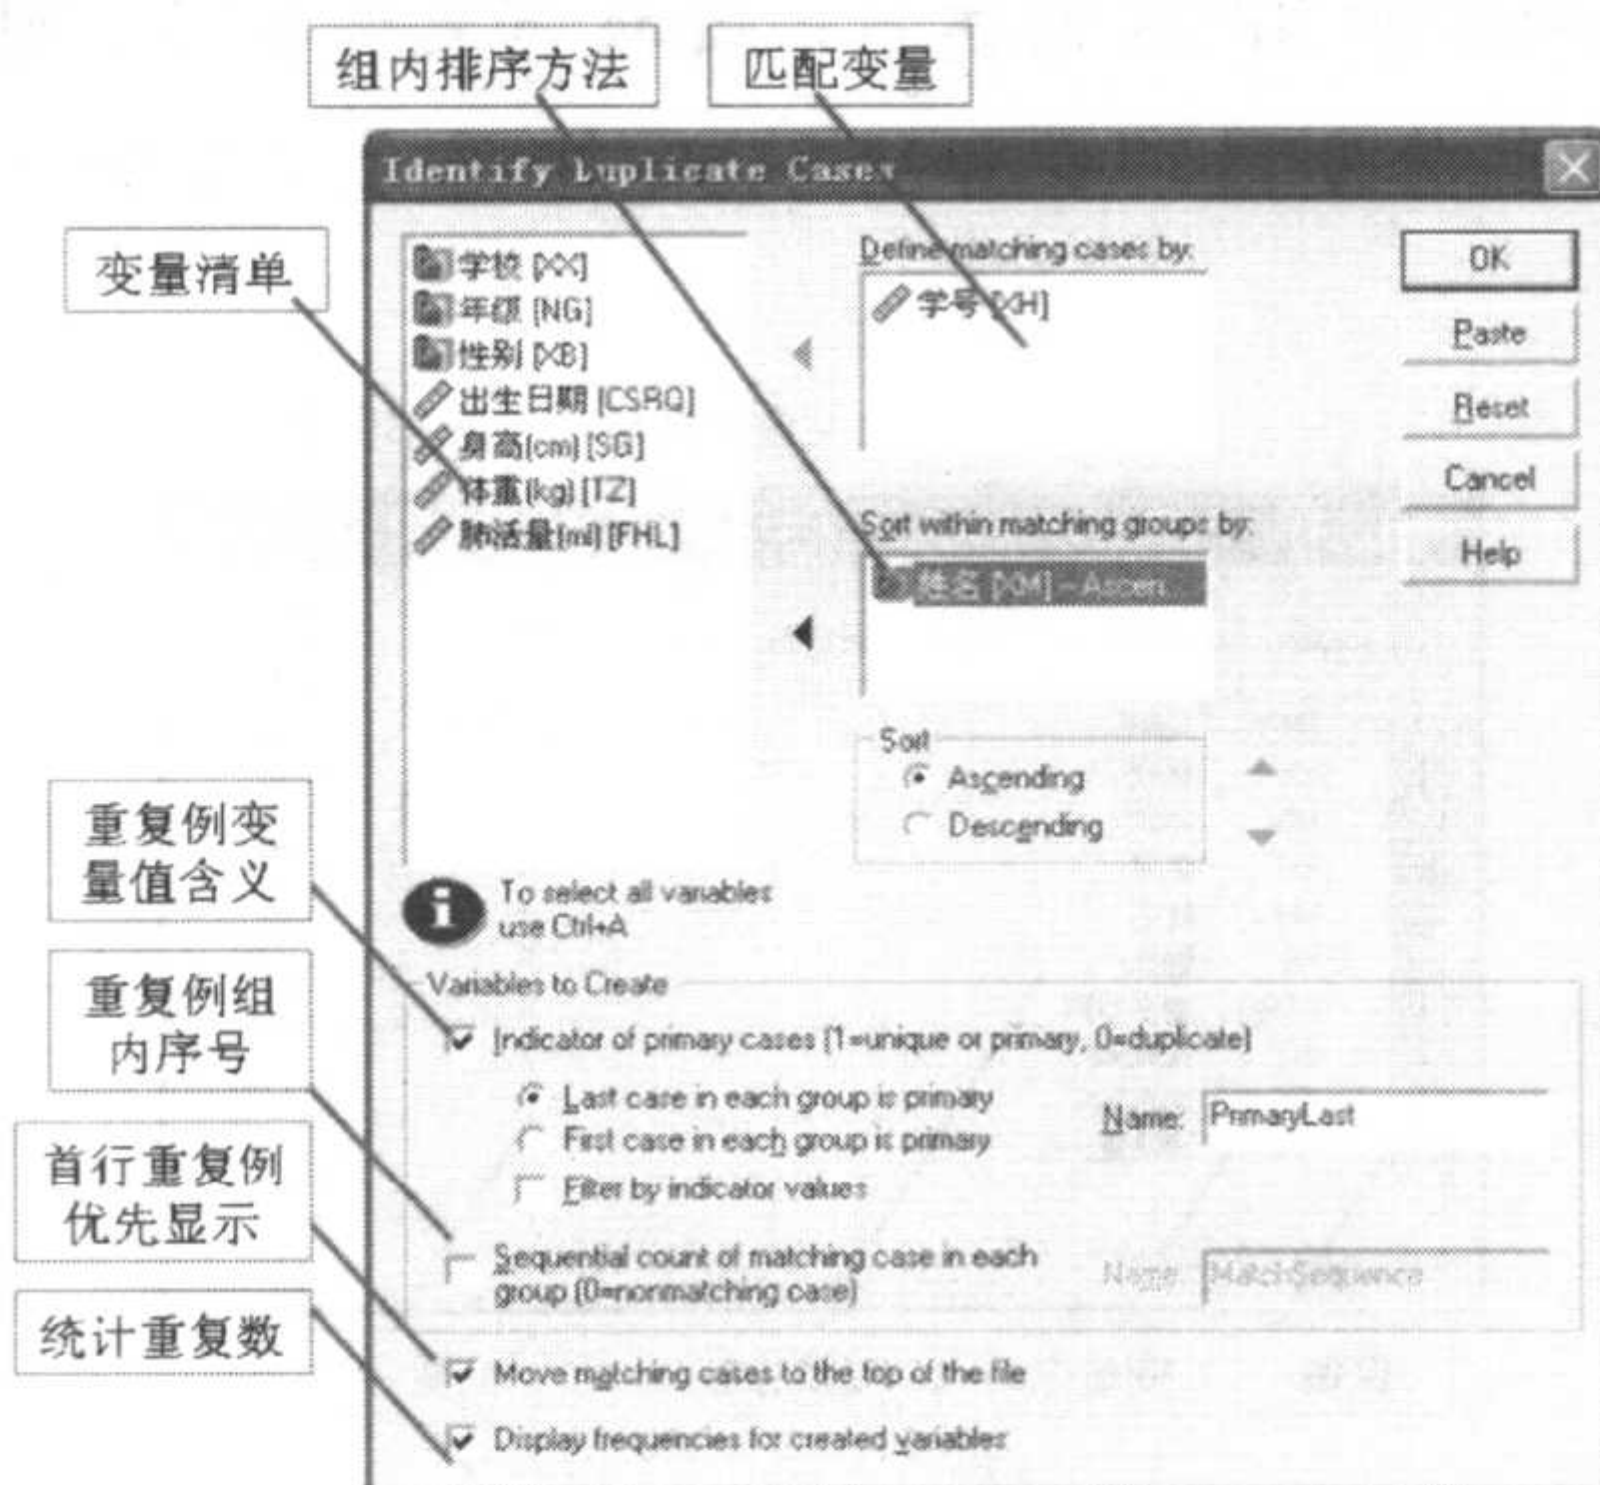 组内排序方法
匹配变量
Identify Duplicate Cases
变量清单
学校 [XX]
年级 [NG]
性别 [XB]
出生日期 [CSRQ]
身高(cm) [SG]
体重(kg) [TZ]
肺活量(ml) [FHL]
Define matching cases by:
学号 [XH]
Sort within matching groups by:
姓名 [XM] --Ascen...
OK
Paste
Reset
Cancel
Help
Sort
Ascending
Descending
To select all variables
use Ctrl+A
重复例变
量值含义
重复例组
内序号
首行重复例
优先显示
统计重复数
Variables to Create
Indicator of primary cases (1=unique or primary, 0=duplicate)
Last case in each group is primary
First case in each group is primary
Filter by indicator values
Name: PrimaryLast
Sequential count of matching case in each
group (0=nonmatching case)
Name: MatchSequence
Move matching cases to the top of the file
Display frequencies for created variables